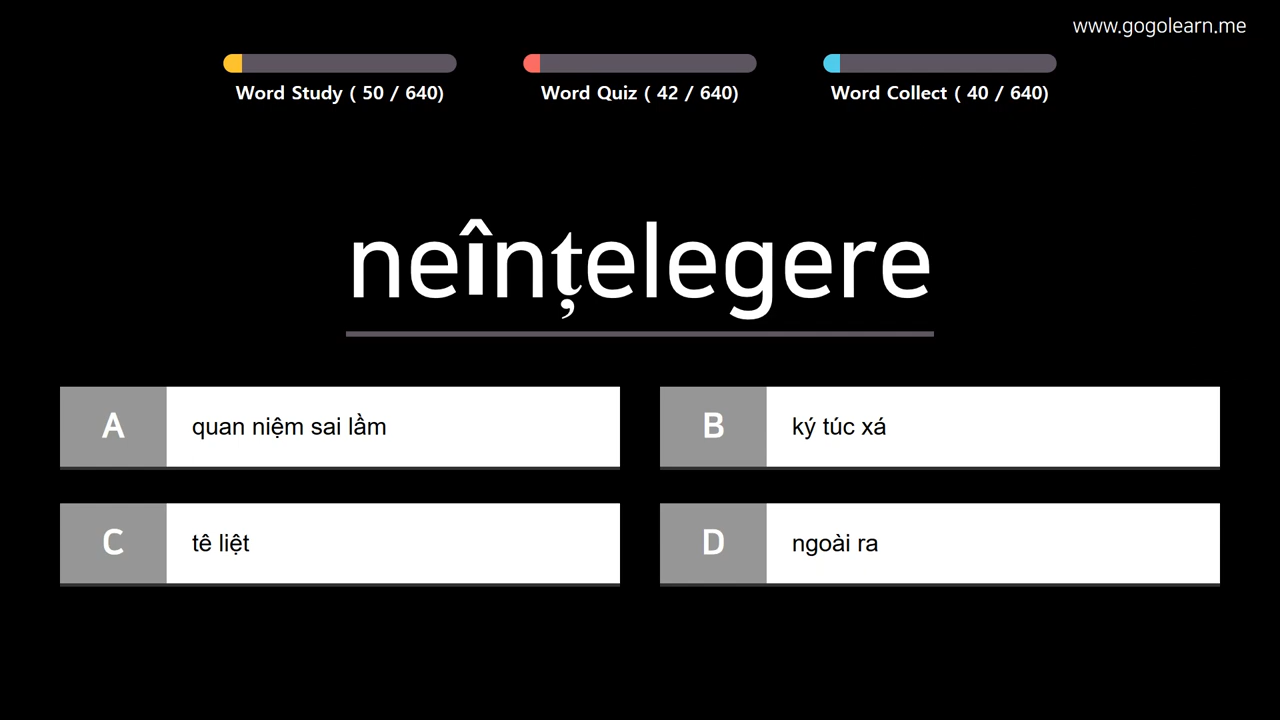 www.gogolearn.me
Word Study ( 50 / 640)
Word Quiz ( 42 / 640)
Word Collect ( 40 / 640)
neînțelegere
A quan niệm sai lầm
B ký túc xá
C tê liệt
D ngoài ra